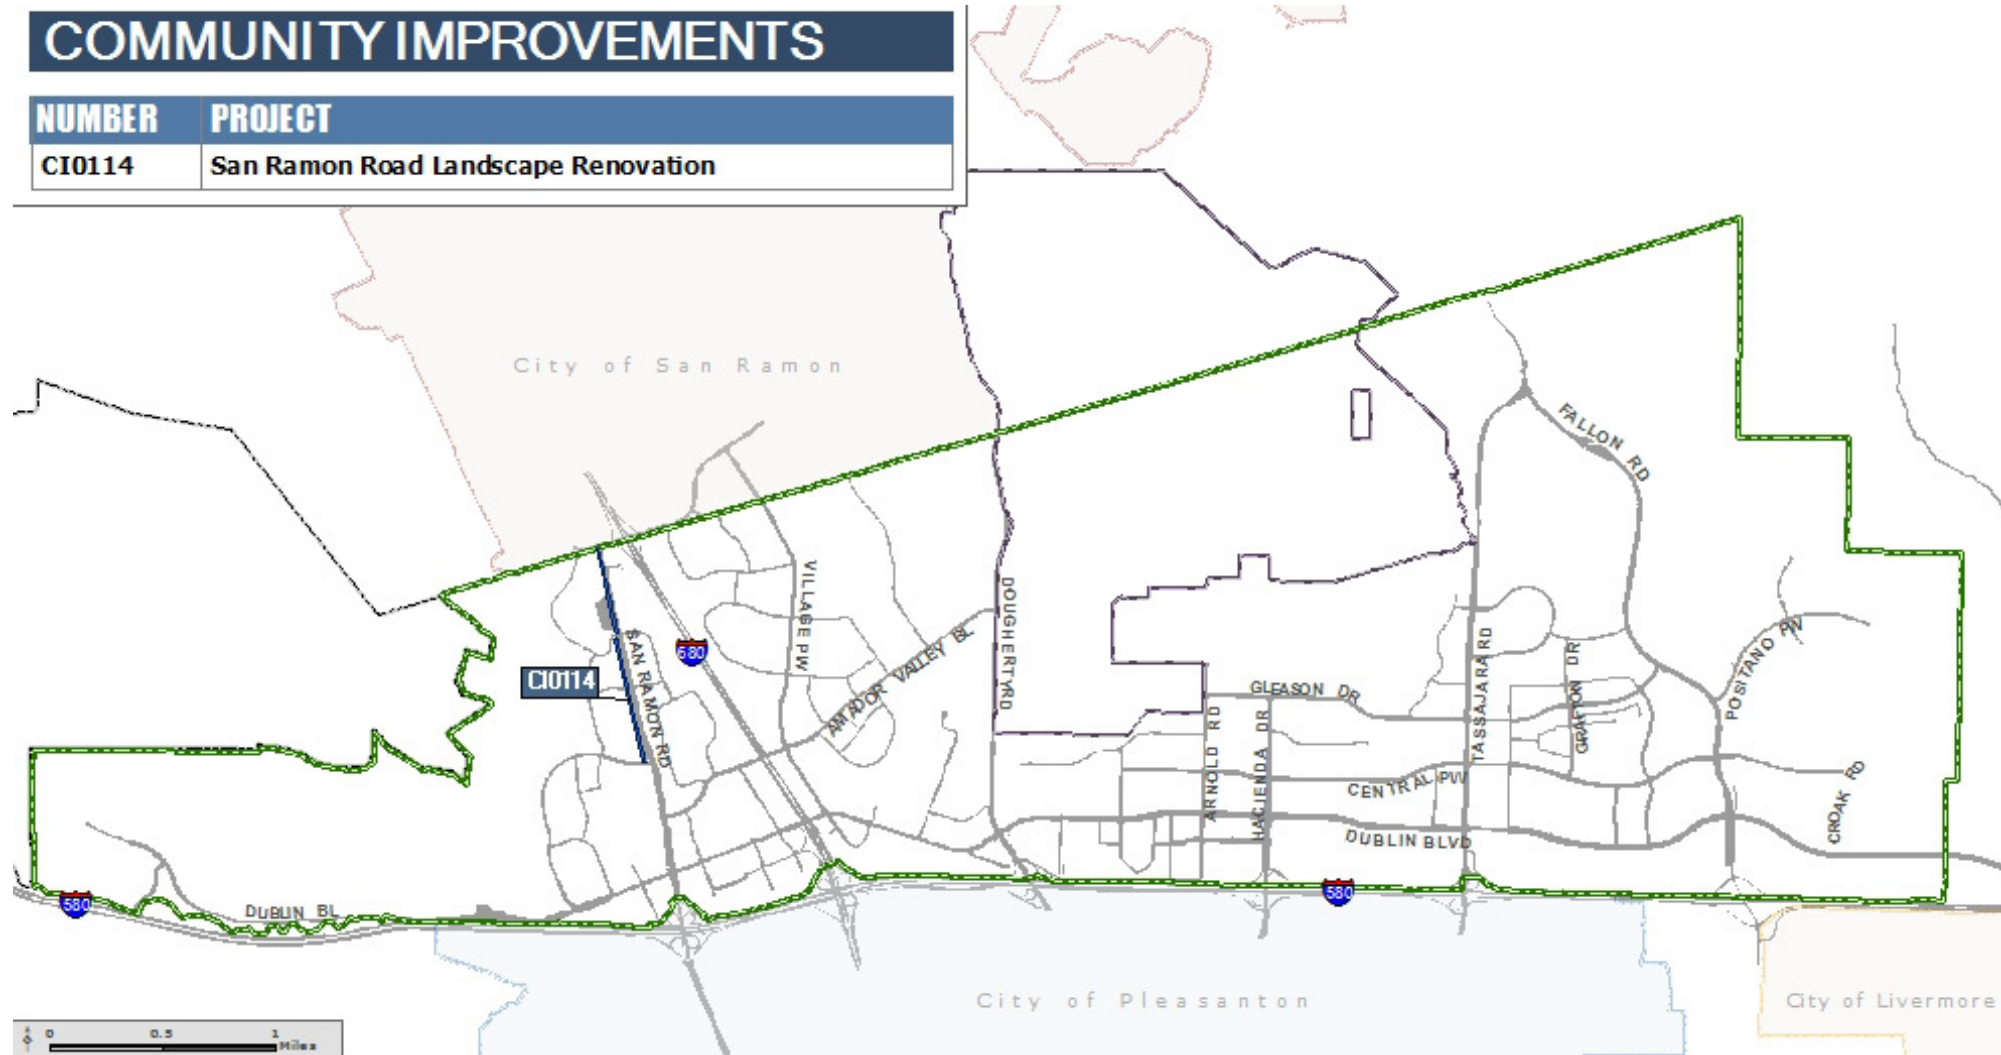 COMMUNITY IMPROVEMENTS
NUMBER PROJECT
CI0114 San Ramon Road Landscape Renovation
City of San Ramon
FALLON RD
VILLAGE PW
DOUGHERTY RD
SAN RAMON RD
680
CI0114
AMADOR VALLEY BL
TASSAJARA RD
GRAFTON DR
POSITANO PW
GLEASON DR
ARNOLD RD
HACIENDA DR
CENTRAL PW
CROAK RD
DUBLIN BLVD
580
580
DUBLIN BL
City of Pleasanton
City of Livermore
0 0.5 1
Miles